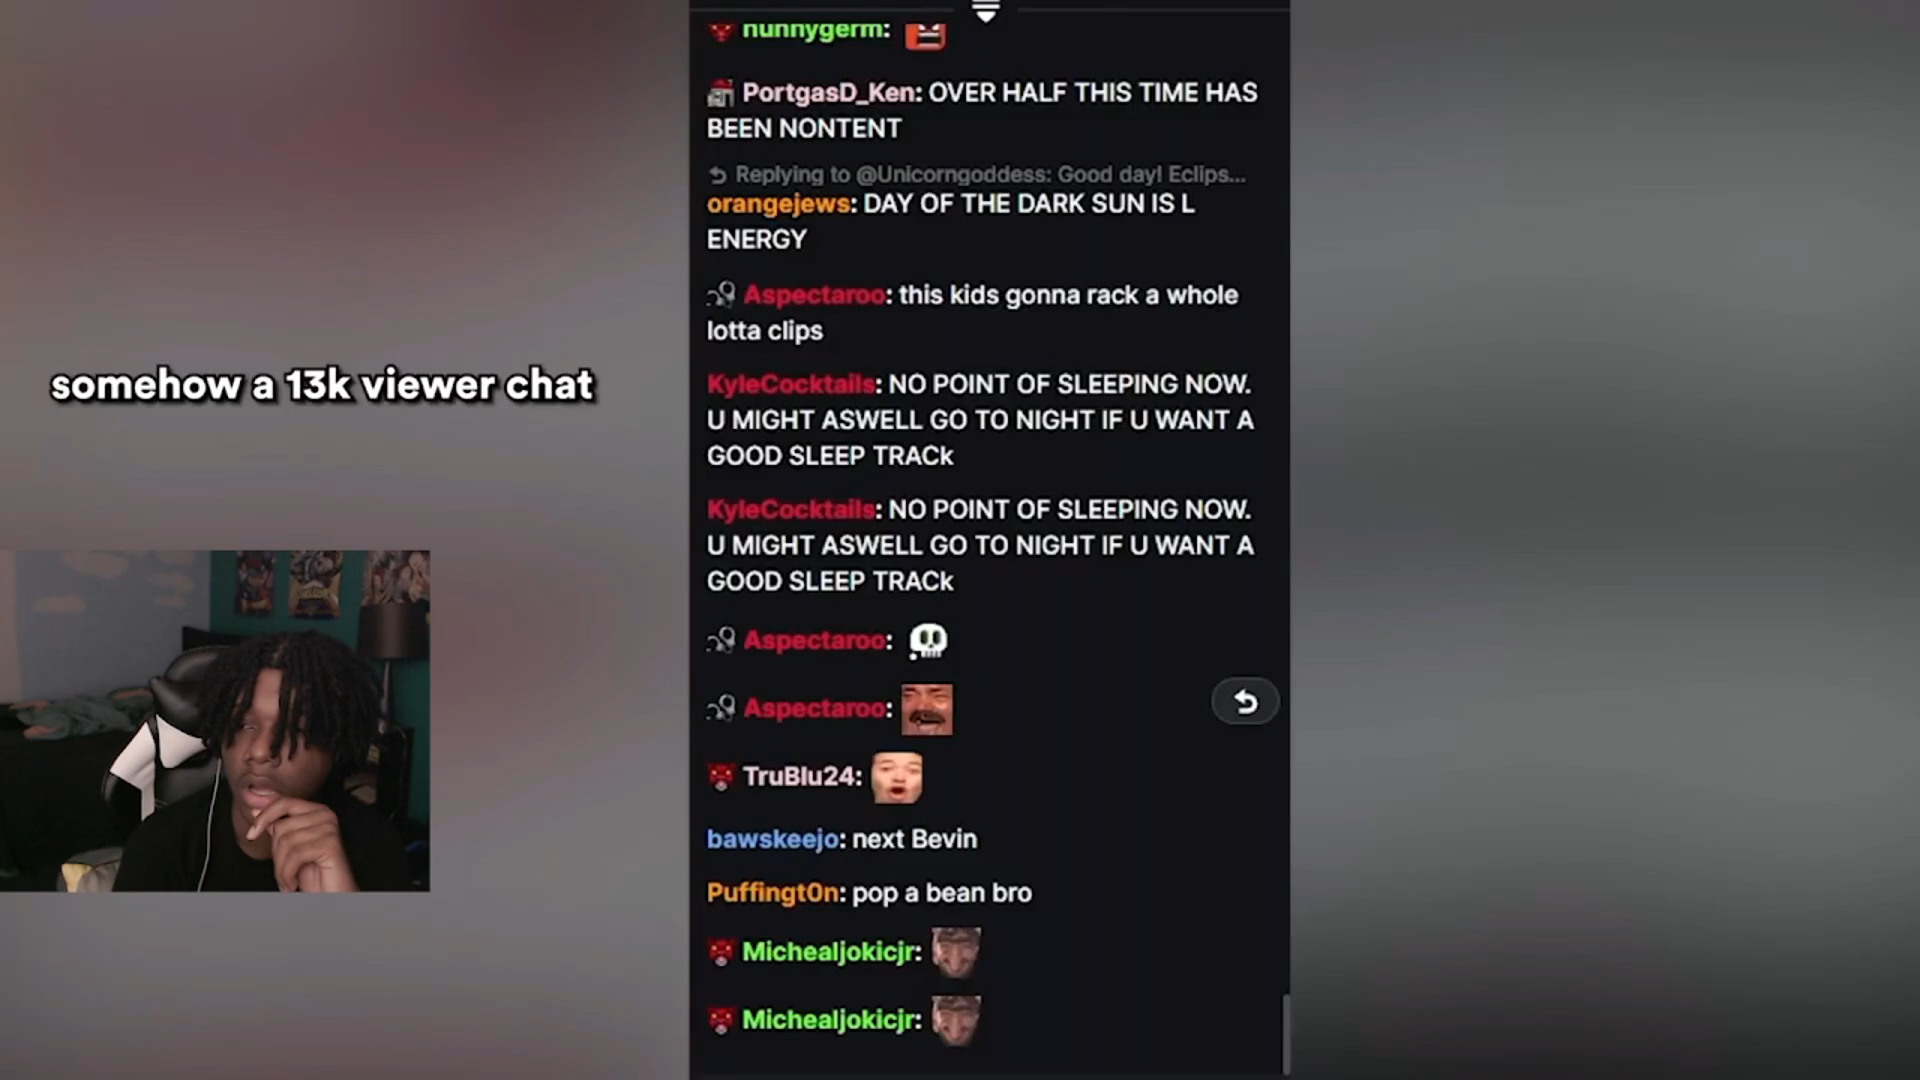 nunnygerm:
PortgasD_Ken: OVER HALF THIS TIME HAS
BEEN NONTENT
Replying to @Unicorngoddess: Good day! Eclips...
orangejews: DAY OF THE DARK SUN IS L
ENERGY
Aspectaroo: this kids gonna rack a whole
lotta clips
somehow a 13k viewer chat
KyleCocktails: NO POINT OF SLEEPING NOW.
U MIGHT ASWELL GO TO NIGHT IF U WANT A
GOOD SLEEP TRACk
KyleCocktails: NO POINT OF SLEEPING NOW.
U MIGHT ASWELL GO TO NIGHT IF U WANT A
GOOD SLEEP TRACk
Aspectaroo:
Aspectaroo:
TruBlu24:
bawskeejo: next Bevin
Puffingt0n: pop a bean bro
Michealjokicjr:
Michealjokicjr: